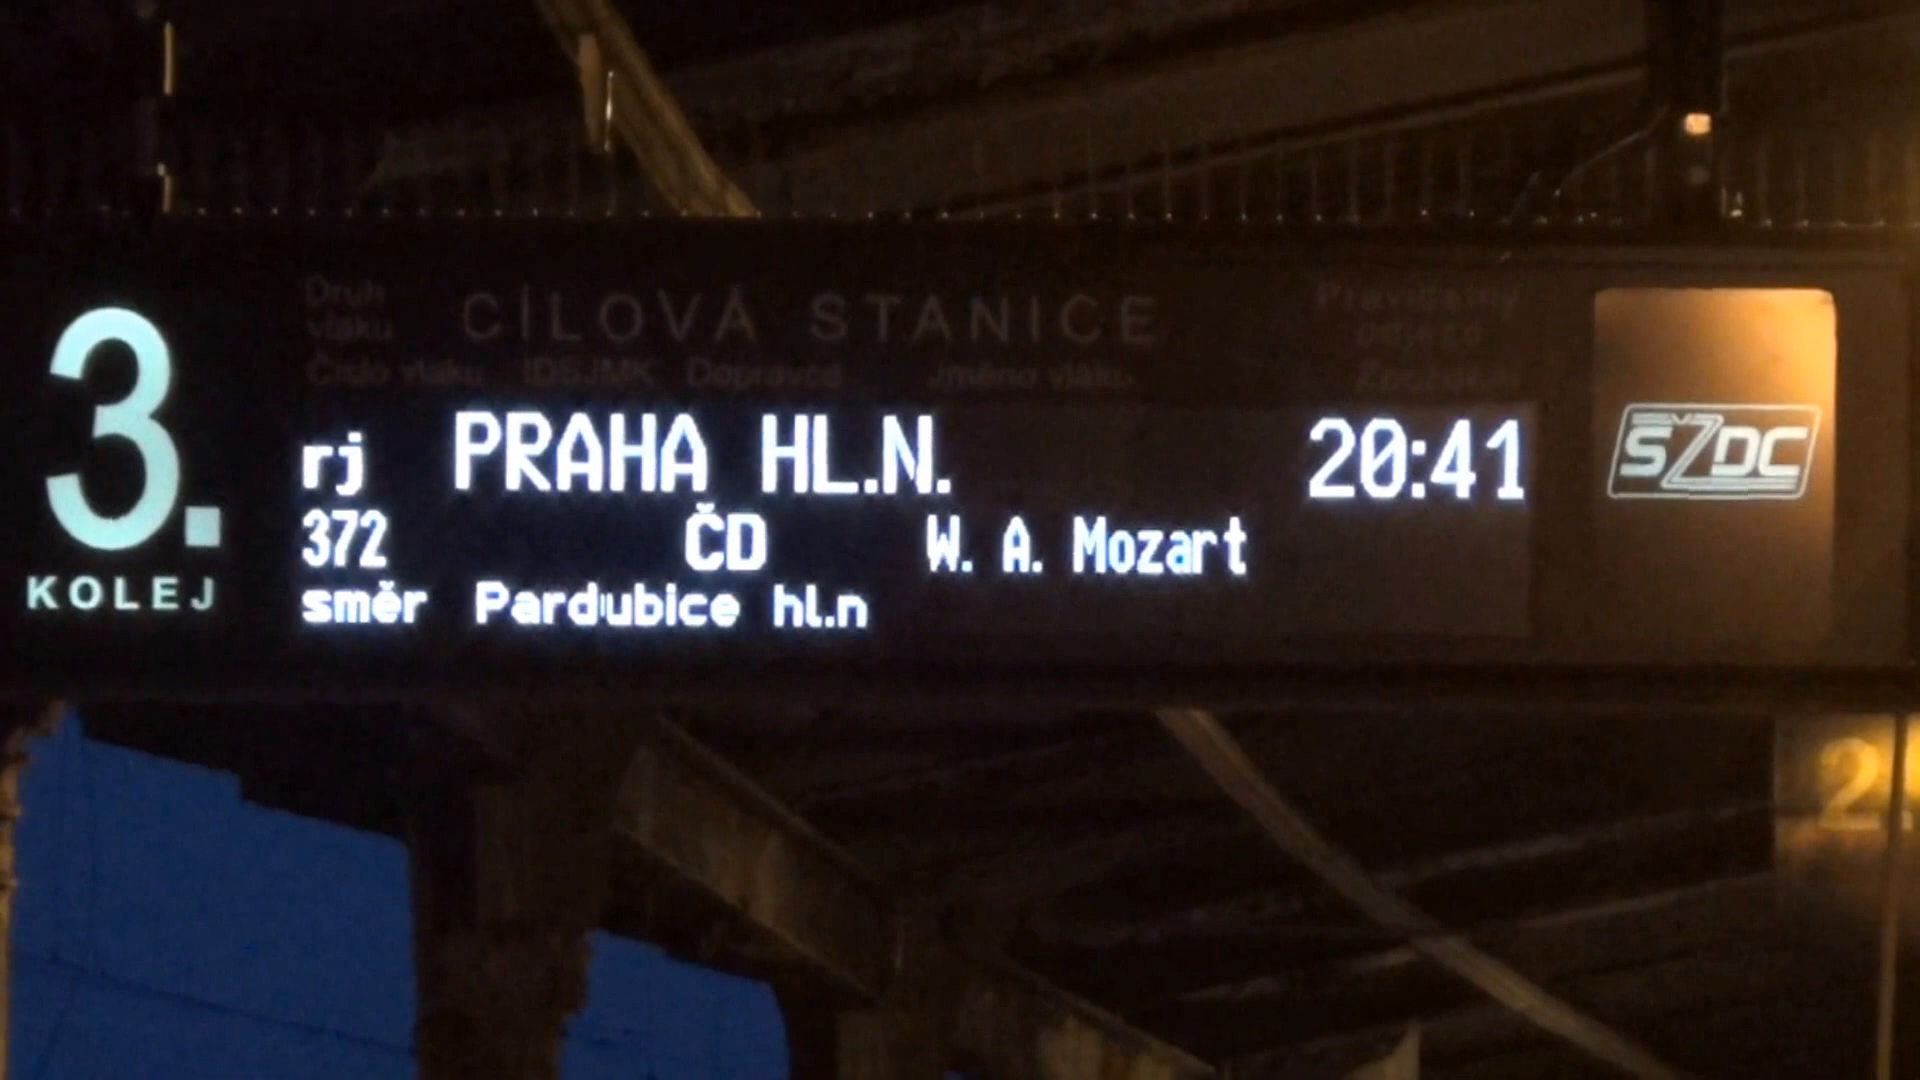 3.
KOLEJ
Druh
vlaku
CÍLOVÁ STANICE
Pravidelný
odjezd
Číslo vlaku IDSJMK Dopravce Jméno vlaku
Zpoždění
rj PRAHA HL.N. 20:41
372 ČD W. A. Mozart
směr Pardubice hl.n
SŽDC
2